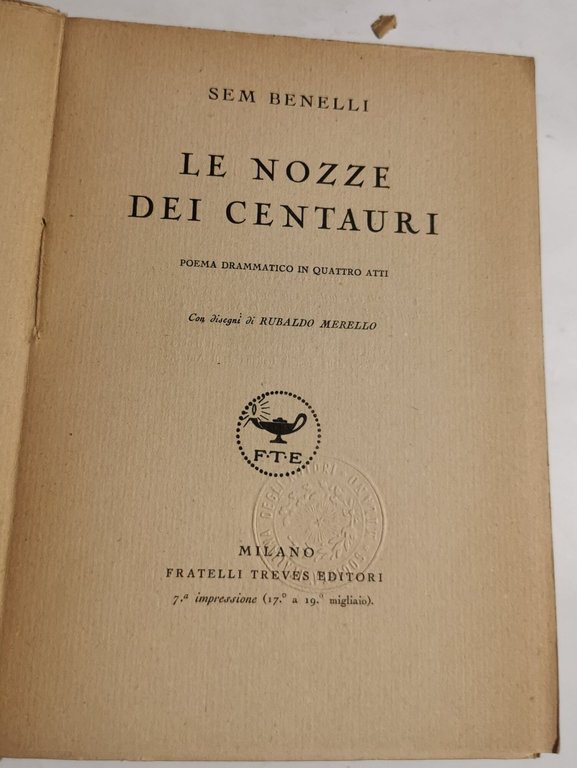 SEM BENELLI
LE NOZZE
DEI CENTAURI
POEMA DRAMMATICO IN QUATTRO ATTI
Con disegni di RUBALDO MERELLO
F·T·E
MILANO
FRATELLI TREVES EDITORI
7.ª impressione (17.º a 19.º migliaio).